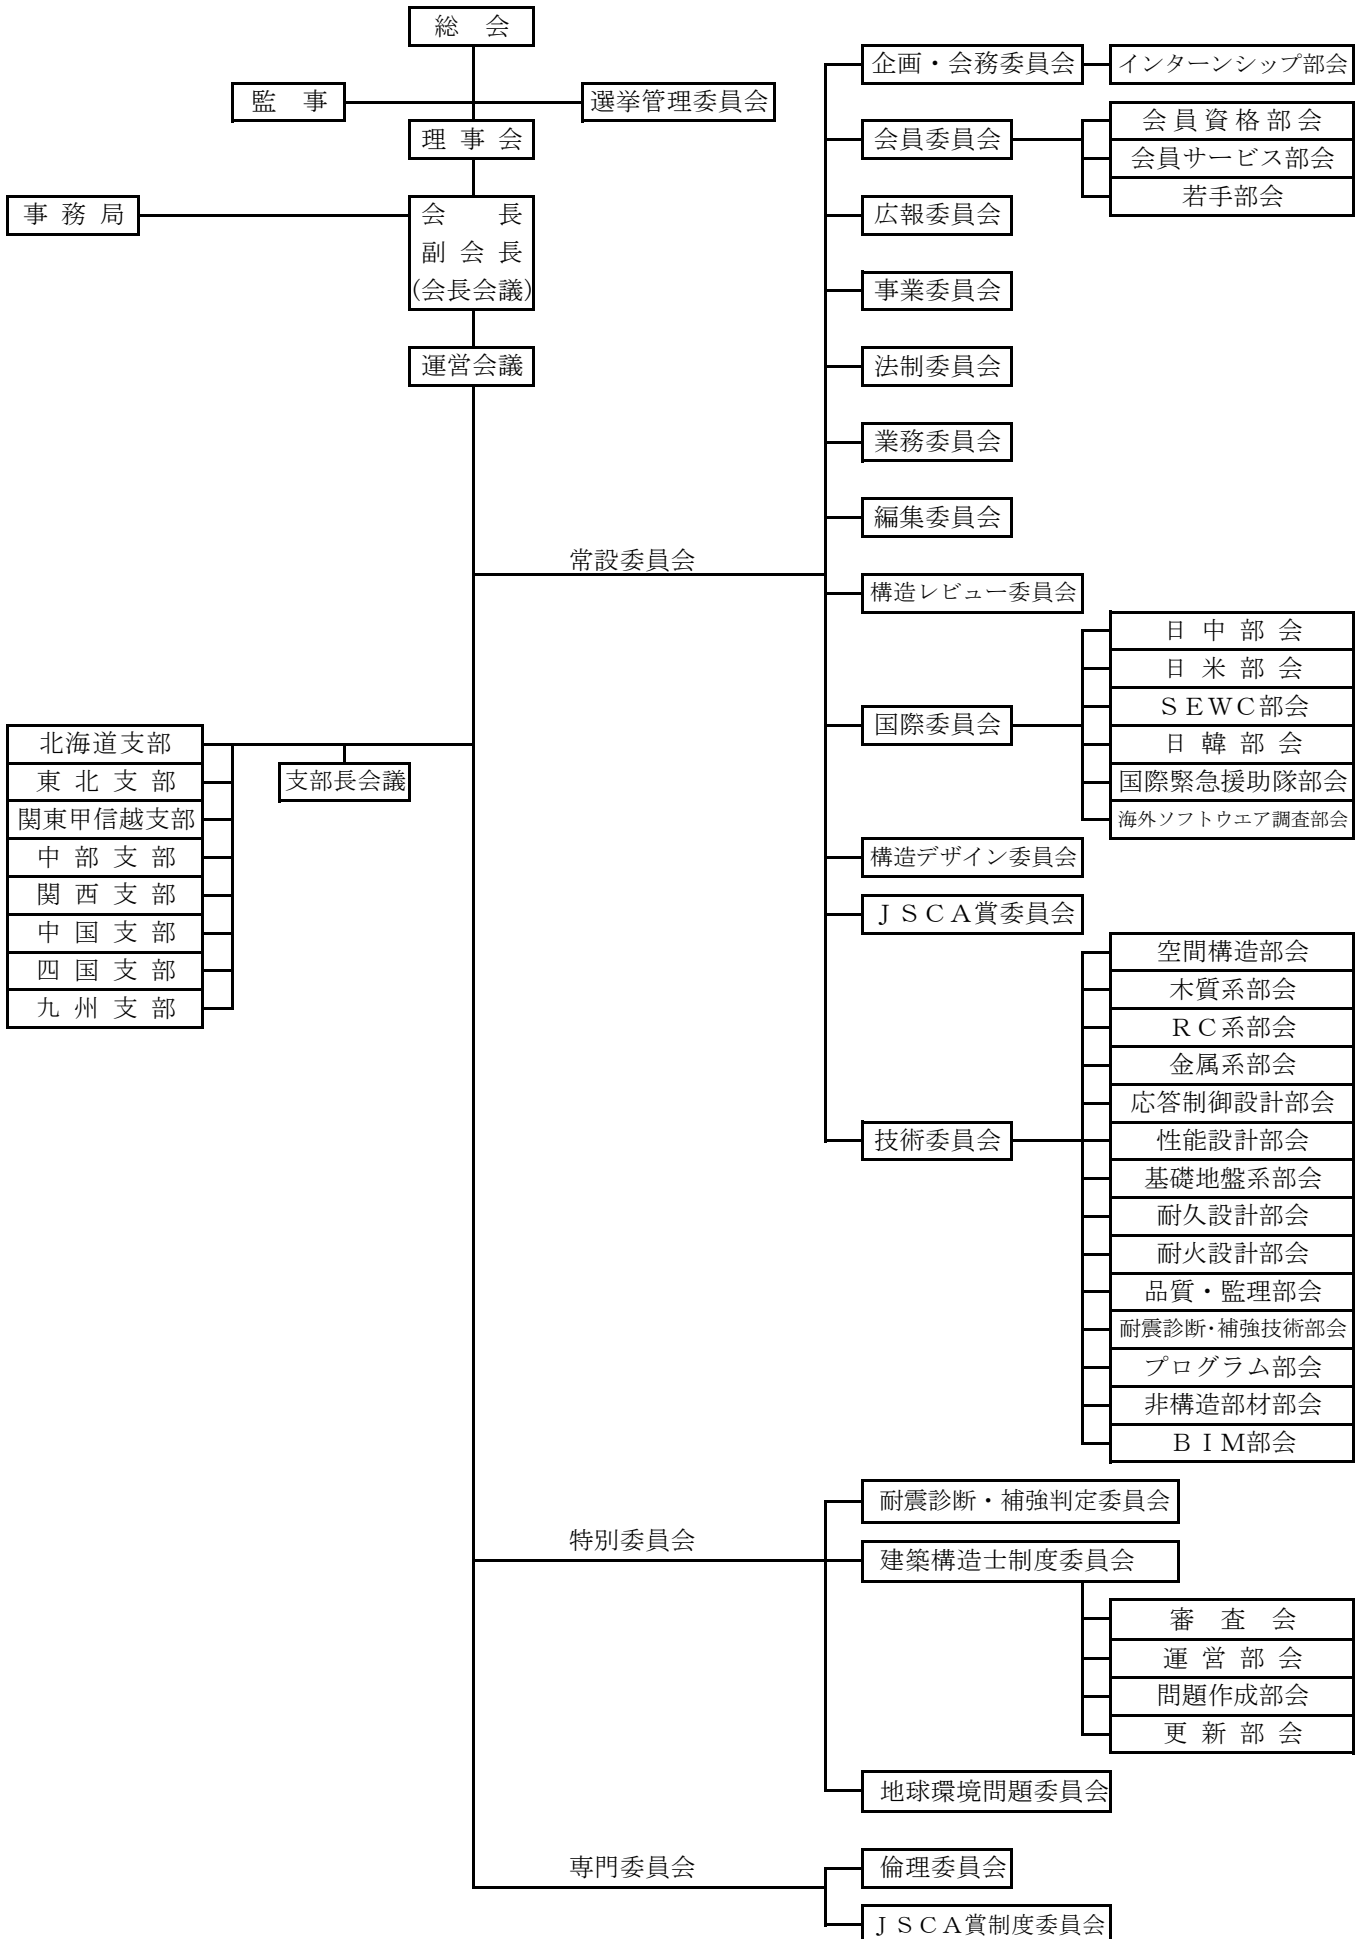 総　会
監　事
選挙管理委員会
理 事 会
事 務 局
会　　長
副 会 長
(会長会議)
運営会議
常設委員会
企画・会務委員会
インターンシップ部会
会員委員会
会 員 資 格 部 会
会員サービス部会
若手部会
広報委員会
事業委員会
法制委員会
業務委員会
編集委員会
構造レビュー委員会
国際委員会
日 中 部 会
日 米 部 会
ＳＥＷＣ部会
日 韓 部 会
国際緊急援助隊部会
海外ソフトウエア調査部会
構造デザイン委員会
ＪＳＣＡ賞委員会
技術委員会
空間構造部会
木質系部会
ＲＣ系部会
金属系部会
応答制御設計部会
性能設計部会
基礎地盤系部会
耐久設計部会
耐火設計部会
品質・監理部会
耐震診断・補強技術部会
プログラム部会
非構造部材部会
ＢＩＭ部会
北海道支部
東 北 支 部
関東甲信越支部
中 部 支 部
関 西 支 部
中 国 支 部
四 国 支 部
九 州 支 部
支部長会議
特別委員会
耐震診断・補強判定委員会
建築構造士制度委員会
審　査　会
運 営 部 会
問題作成部会
更 新 部 会
地球環境問題委員会
専門委員会
倫理委員会
ＪＳＣＡ賞制度委員会